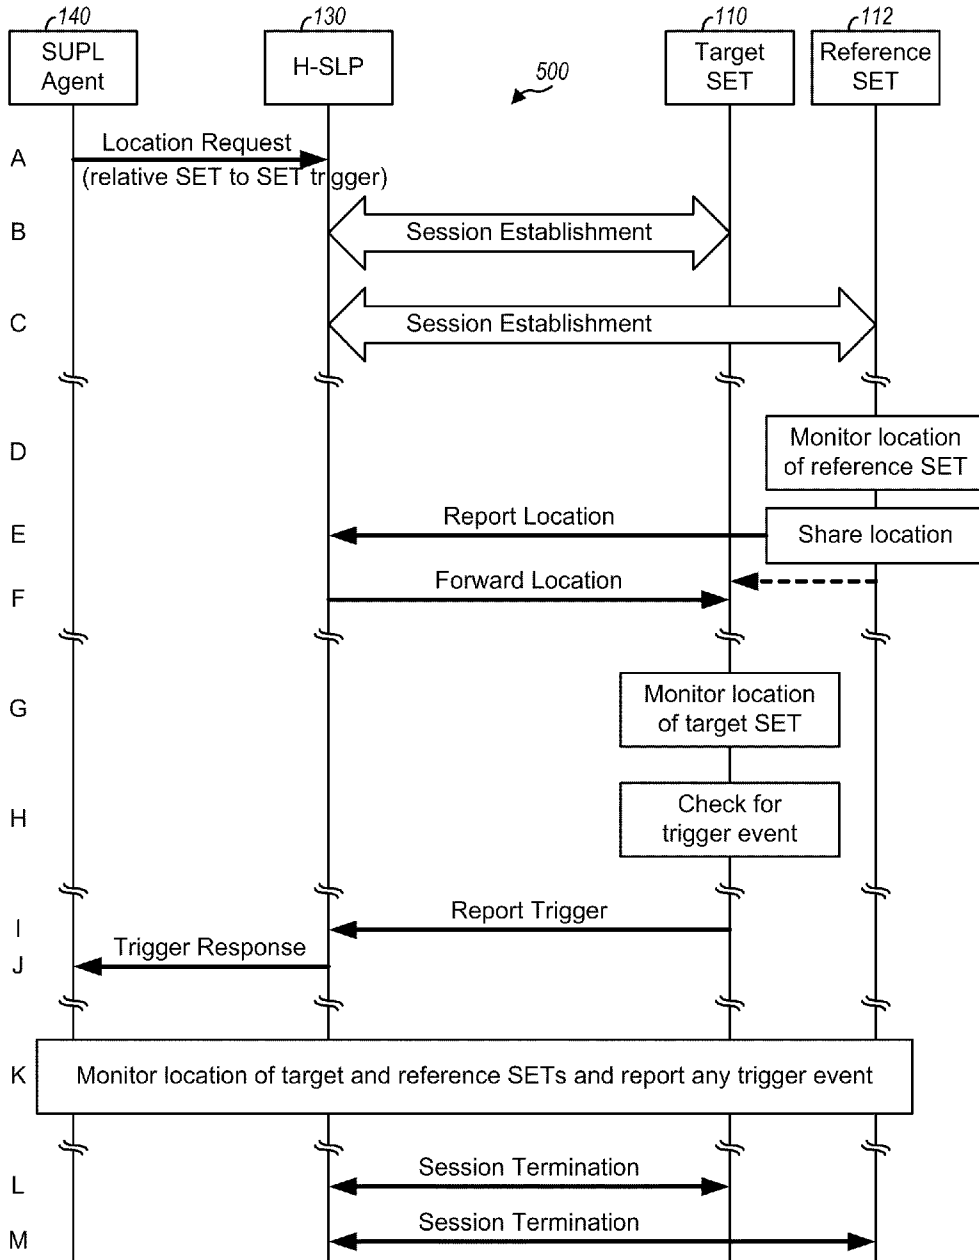 140
130
110
112
SUPL
Agent
H-SLP
Target
SET
Reference
SET
500
A
Location Request
(relative SET to SET trigger)
B
Session Establishment
C
Session Establishment
D
Monitor location
of reference SET
E
Report Location
Share location
F
Forward Location
G
Monitor location
of target SET
H
Check for
trigger event
I
Report Trigger
J
Trigger Response
K
Monitor location of target and reference SETs and report any trigger event
L
Session Termination
M
Session Termination